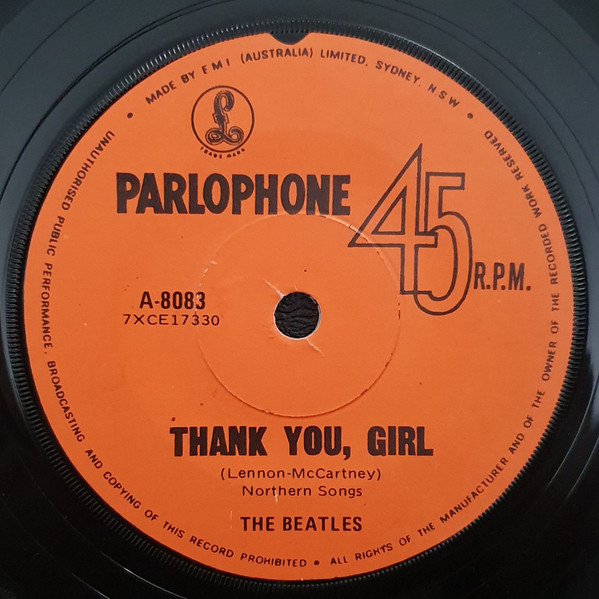 • MADE BY EMI (AUSTRALIA) LIMITED, SYDNEY, N.S.W •
£
TRADE MARK
PARLOPHONE
45 R.P.M.
A-8083
7XCE17330
THANK YOU, GIRL
(Lennon-McCartney)
Northern Songs
THE BEATLES
UNAUTHORISED PUBLIC PERFORMANCE, BROADCASTING AND COPYING OF THIS RECORD PROHIBITED • ALL RIGHTS OF THE MANUFACTURER AND OF THE OWNER OF THE RECORDED WORK RESERVED